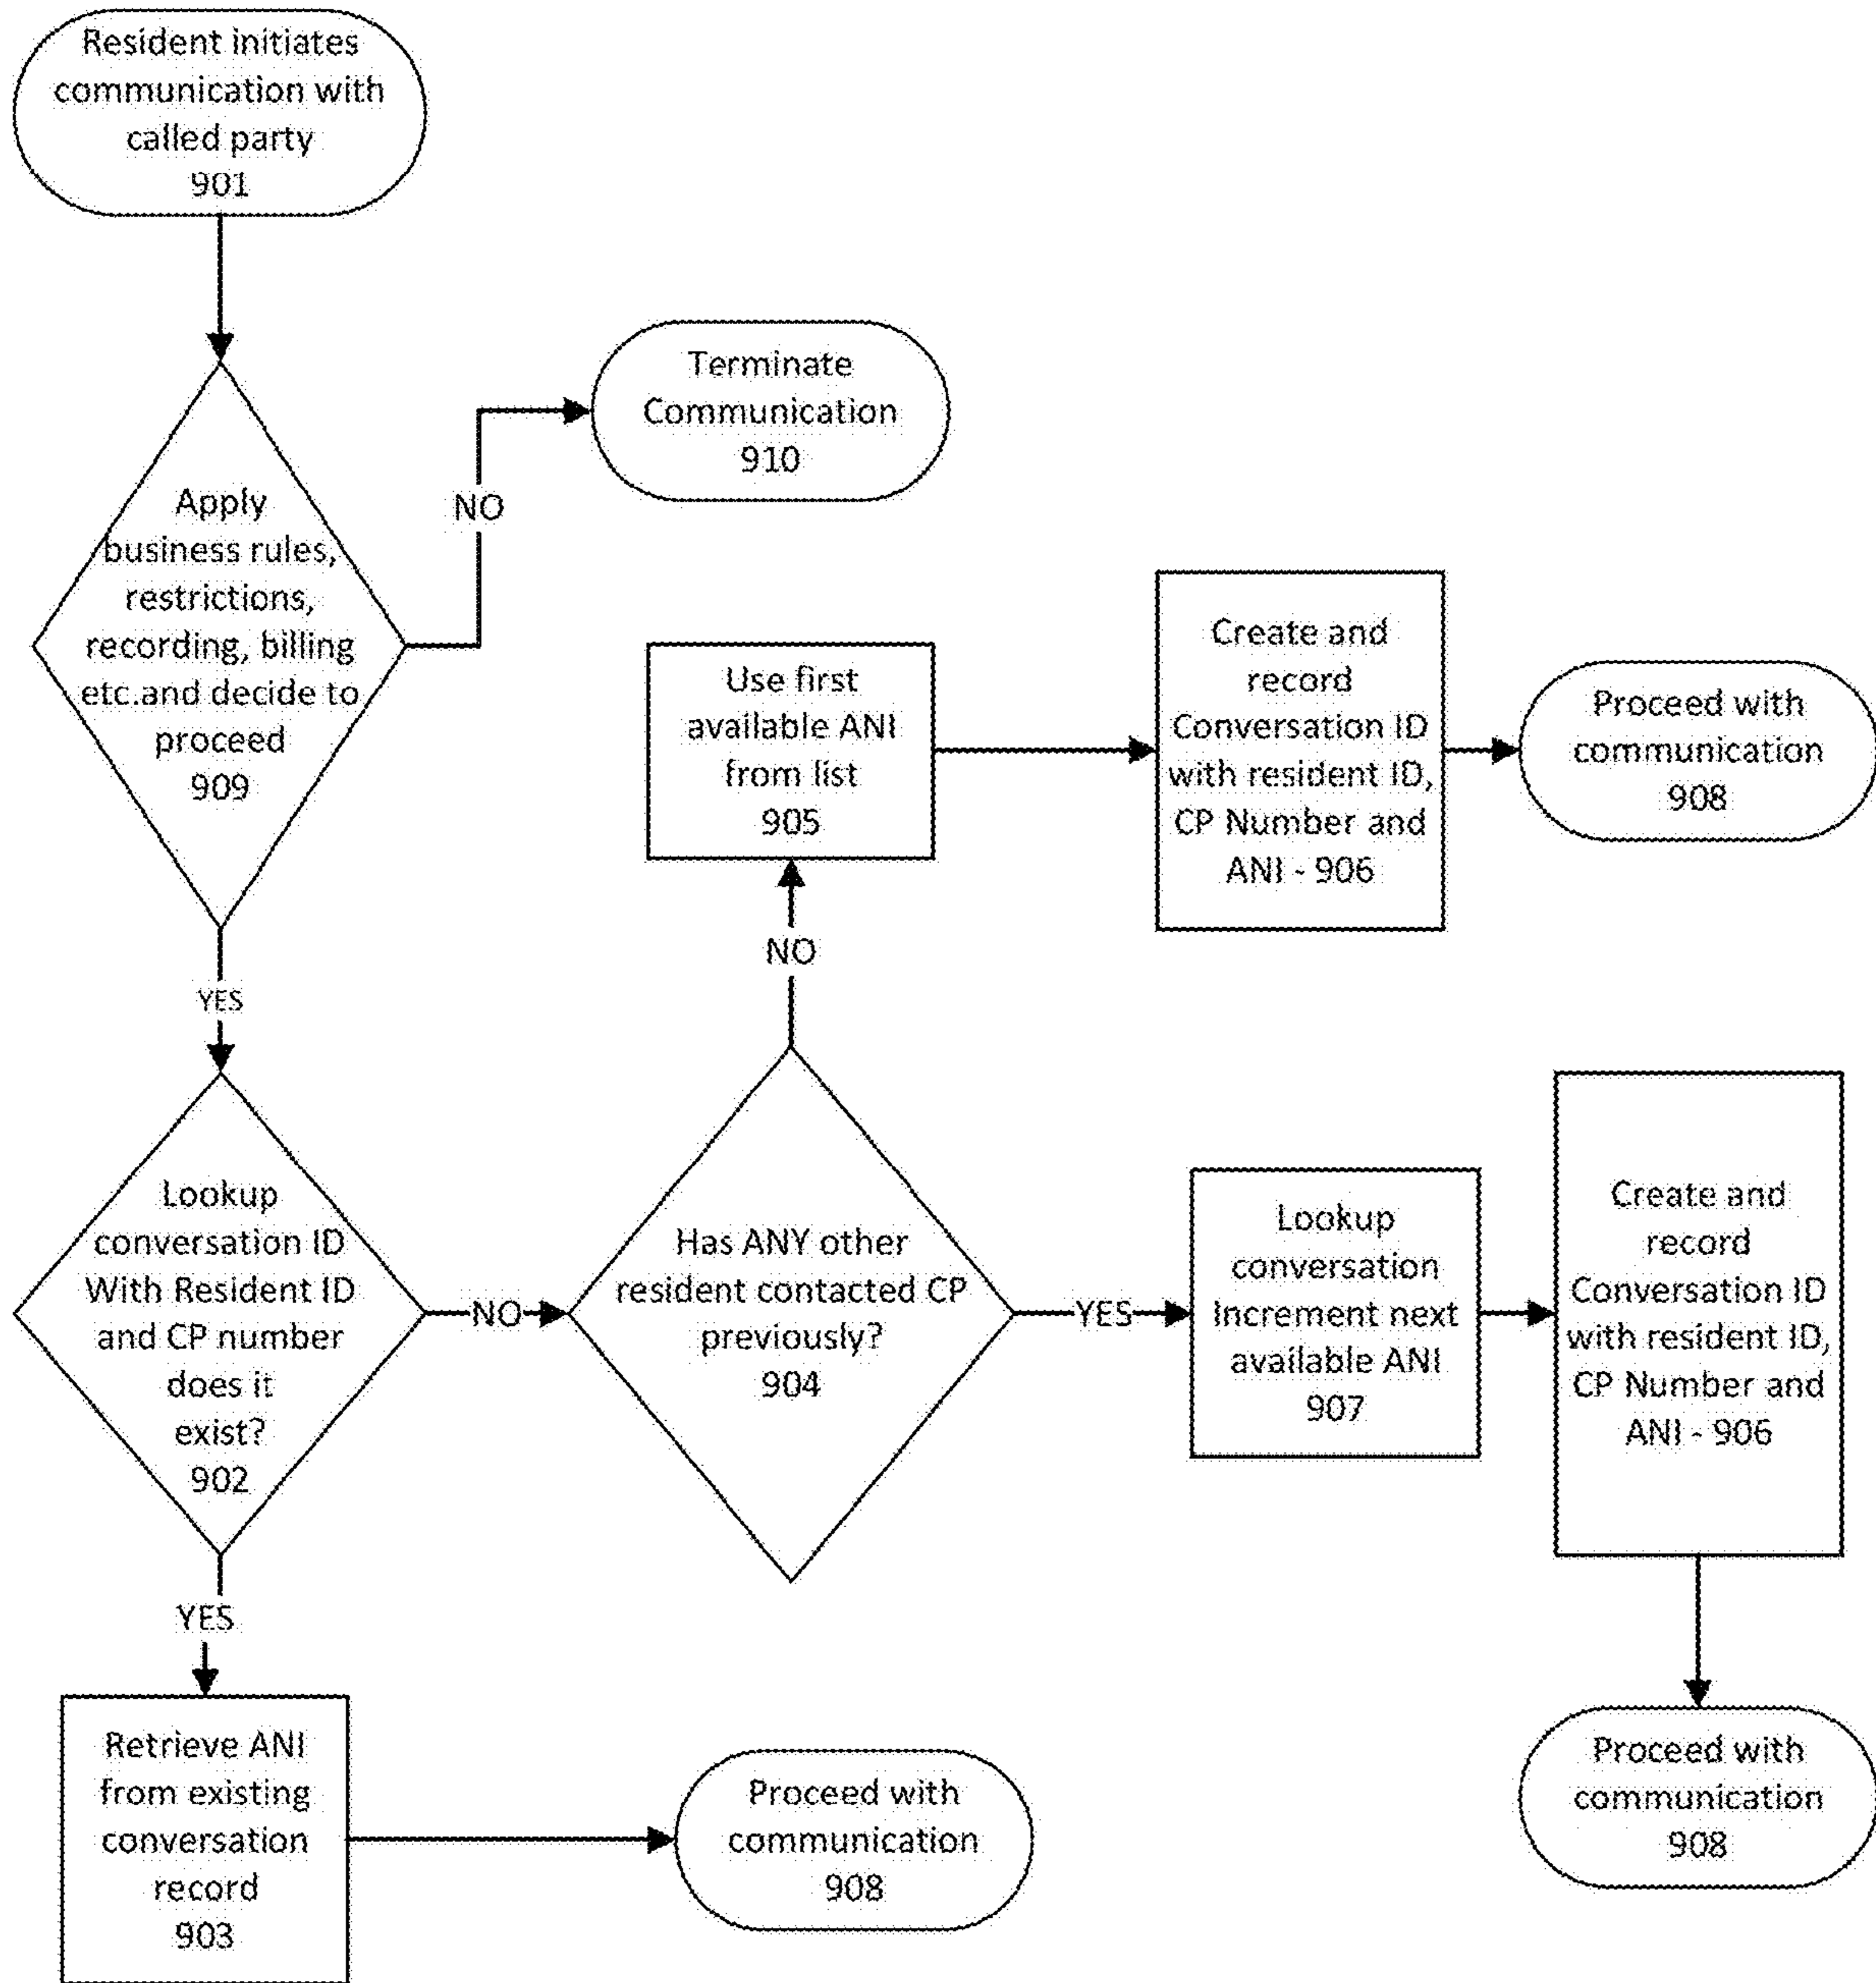 Resident initiates
communication with
called party
901
Terminate
Communication
910
NO
Apply
business rules,
restrictions,
recording, billing
etc.and decide to
proceed
909
Use first
available ANI
from list
905
Create and
record
Conversation ID
with resident ID,
CP Number and
ANI - 906
Proceed with
communication
908
NO
YES
Lookup
conversation ID
With Resident ID
and CP number
does it
exist?
902
NO
Has ANY other
resident contacted CP
previously?
904
YES
Lookup
conversation
Increment next
available ANI
907
Create and
record
Conversation ID
with resident ID,
CP Number and
ANI - 906
YES
Retrieve ANI
from existing
conversation
record
903
Proceed with
communication
908
Proceed with
communication
908